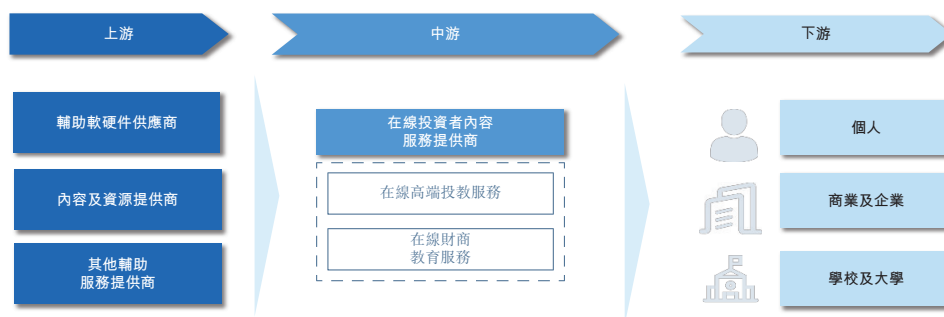 上游
中游
下游
輔助軟硬件供應商
內容及資源提供商
其他輔助
服務提供商
在線投資者內容
服務提供商
在線高端投教服務
在線財商
教育服務
個人
商業及企業
學校及大學